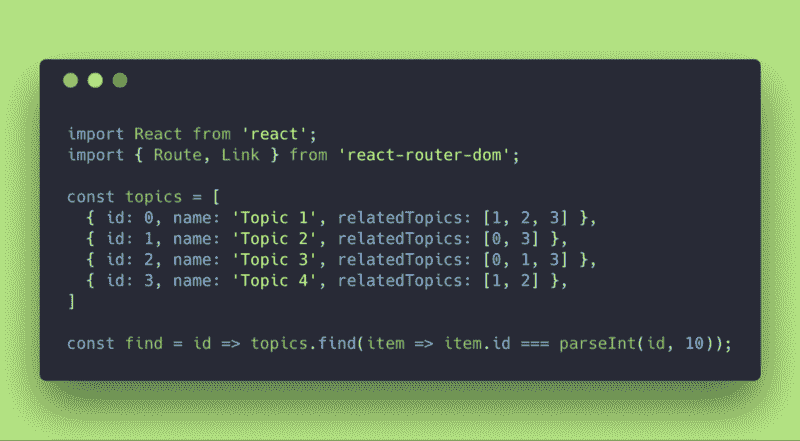 import React from 'react';
import { Route, Link } from 'react-router-dom';
const topics = [
  { id: 0, name: 'Topic 1', relatedTopics: [1, 2, 3] },
  { id: 1, name: 'Topic 2', relatedTopics: [0, 3] },
  { id: 2, name: 'Topic 3', relatedTopics: [0, 1, 3] },
  { id: 3, name: 'Topic 4', relatedTopics: [1, 2] },
]
const find = id => topics.find(item => item.id === parseInt(id, 10));